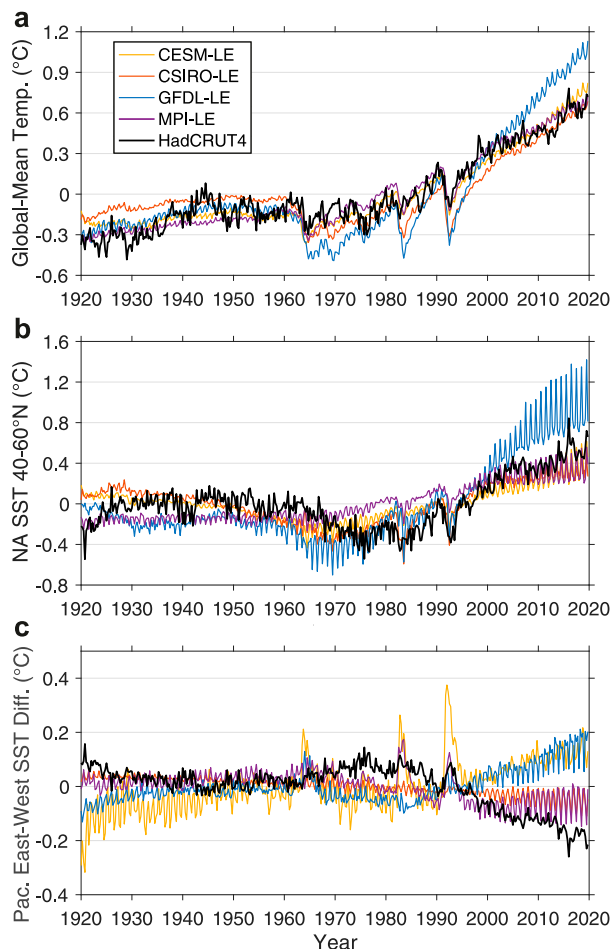 a
Global-Mean Temp. (°C)
1.2
0.9
0.6
0.3
0
-0.3
-0.6
CESM-LE
CSIRO-LE
GFDL-LE
MPI-LE
HadCRUT4
1920 1930 1940 1950 1960 1970 1980 1990 2000 2010 2020
b
NA SST 40-60°N (°C)
1.6
1.2
0.8
0.4
0
-0.4
-0.8
1920 1930 1940 1950 1960 1970 1980 1990 2000 2010 2020
c
Pac. East-West SST Diff. (°C)
0.4
0.2
0
-0.2
-0.4
1920 1930 1940 1950 1960 1970 1980 1990 2000 2010 2020
Year